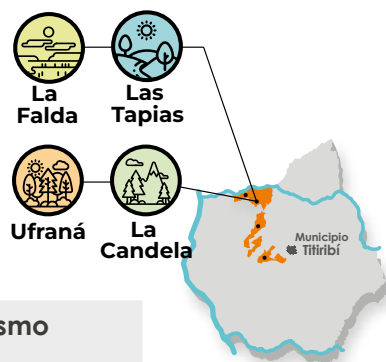 La
Falda
Las
Tapias
Ufraná
La
Candela
Municipio
Titiribí
smo